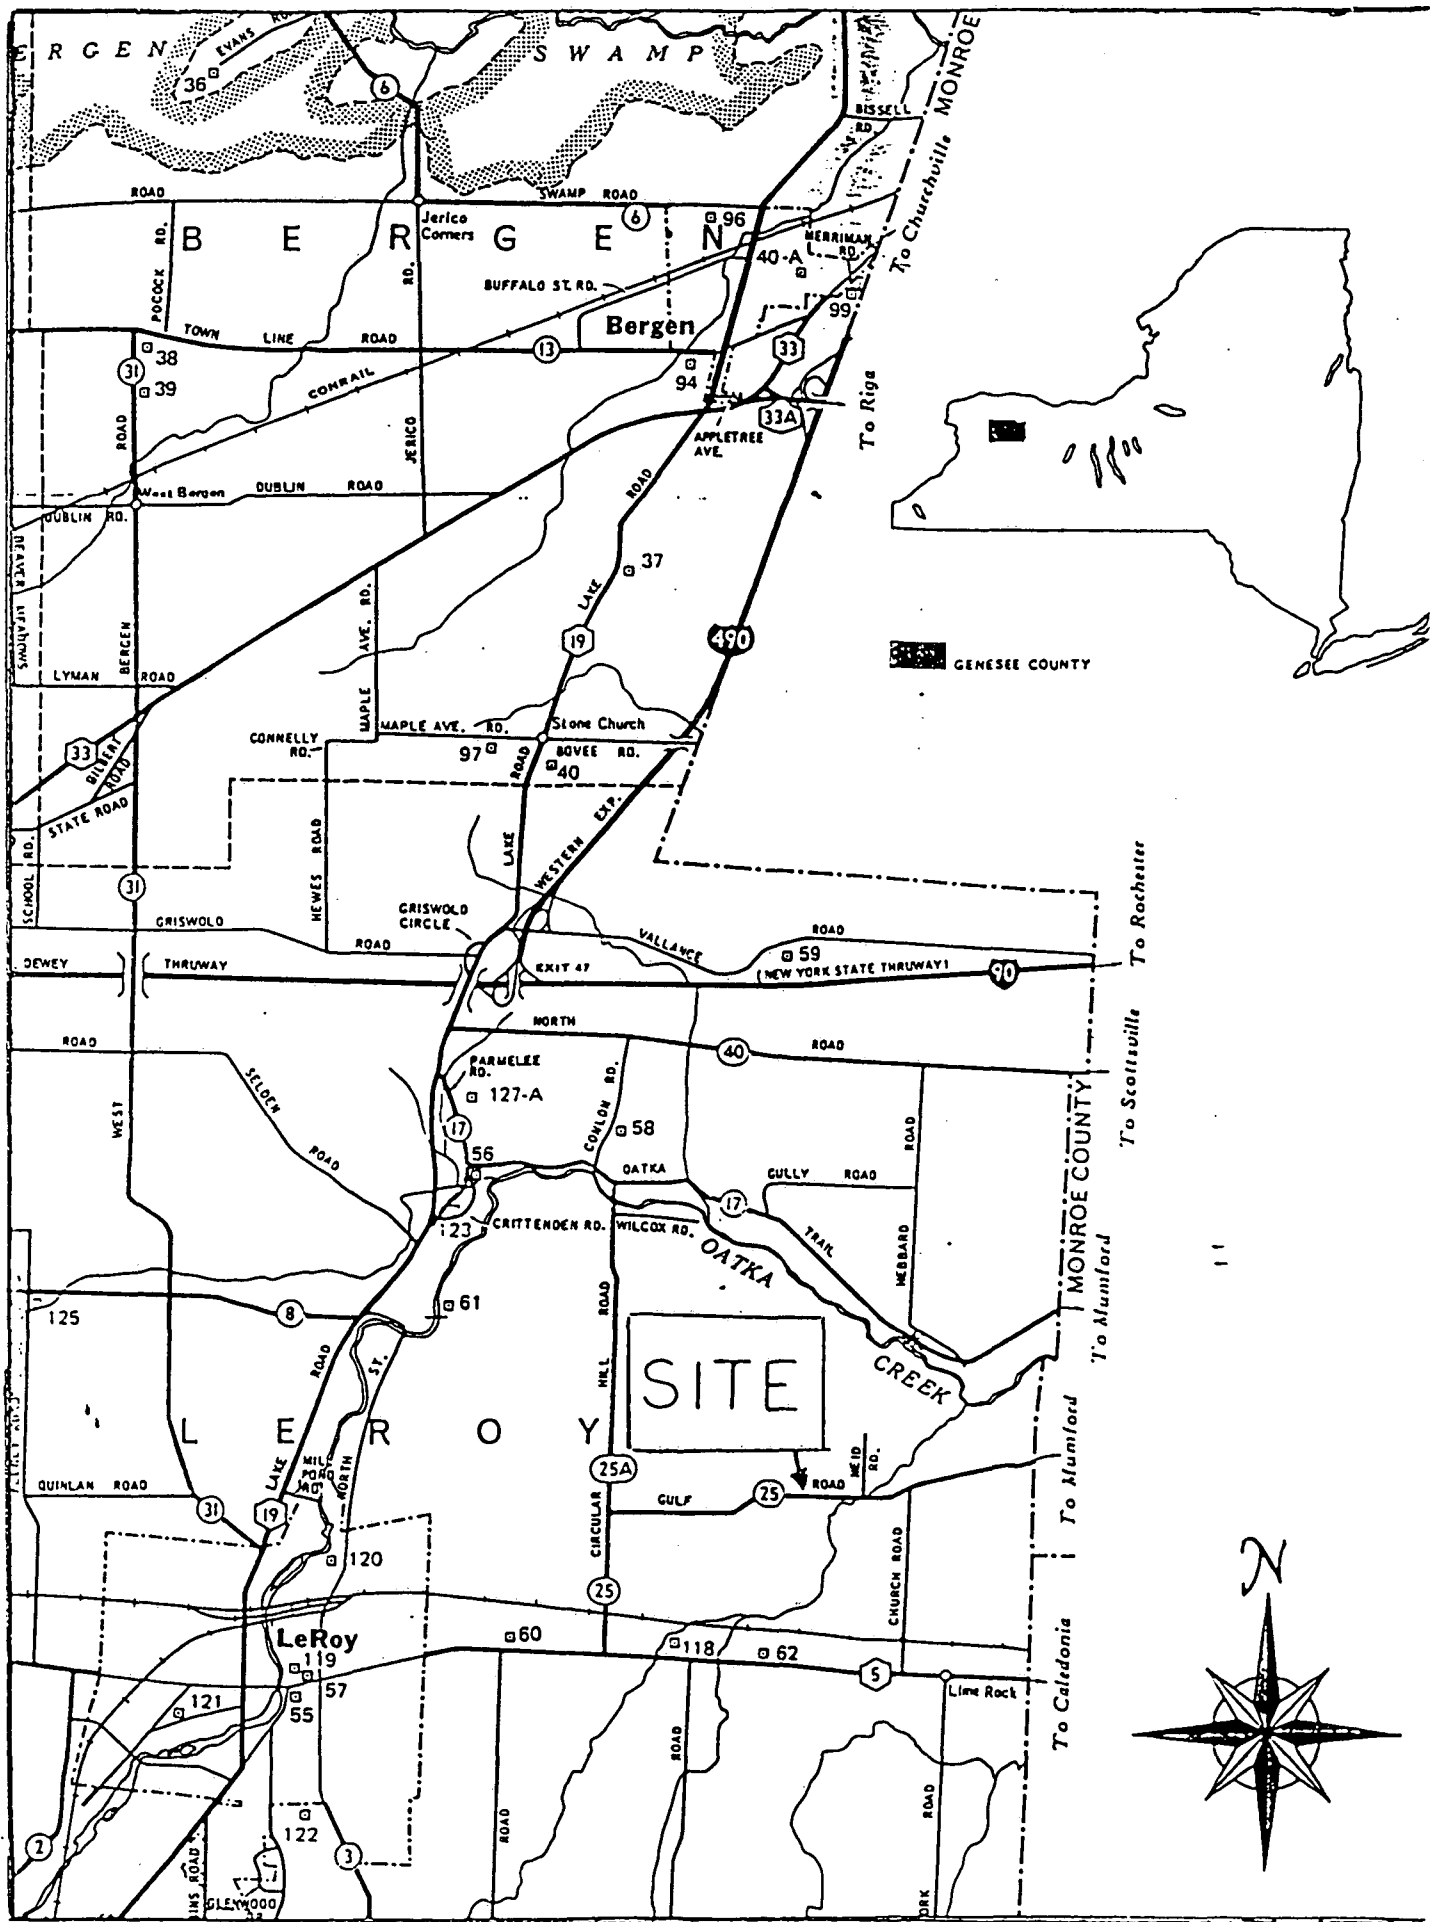 ERGEN
EVANS
SWAMP
36
6
MONROE
BISSELL
RD.
To Churchville
ROAD
SWAMP ROAD
6
96
Jerico
Corners
BERGEN
POCOCK RD.
RD.
MERRIMAN
RD.
40-A
BUFFALO ST. RD.
99
Bergen
TOWN LINE ROAD
13
33
38
31
39
94
CONRAIL
33A
To Riga
APPLETREE
AVE.
ROAD
JERICO
ROAD
West Bergen
DUBLIN ROAD
DUBLIN RD.
BEAVER MEADOWS
37
LAKE
19
490
GENESEE COUNTY
MAPLE AVE. RD.
BERGEN
LYMAN ROAD
MAPLE AVE. RD.
Stone Church
CONNELLY
RD.
97
BOVEE RD.
40
ROAD
33
GILBERT
ROAD
STATE ROAD
WESTERN EXP.
HEWES ROAD
LAKE
SCHOOL RD.
31
GRISWOLD ROAD
GRISWOLD
CIRCLE
VALLANCE ROAD
59
To Rochester
DEWEY THRUWAY
EXIT 47
(NEW YORK STATE THRUWAY)
90
NORTH ROAD
40
ROAD
To Scottsville
SELDEN ROAD
PARMELEE
RD.
127-A
CONLON RD.
58
WEST
17
56
OATKA
GULLY ROAD
17
TRAIL
HEBBARD ROAD
MONROE COUNTY
123
CRITTENDEN RD.
WILCOX RD.
OATKA
CREEK
To Mumford
125
8
61
ROAD
ST.
HILL ROAD
SITE
LEROY
LAKE
MILL
POND
RD.
NORTH
25A
NEID
RD.
To Mumford
QUINLAN ROAD
31
19
GULF ROAD
25
CIRCULAR
120
25
CHURCH ROAD
N
LeRoy
119
57
55
121
60
118
62
5
Lime Rock
To Caledonia
ROAD
ROAD
ROAD
122
2
3
GLENWOOD